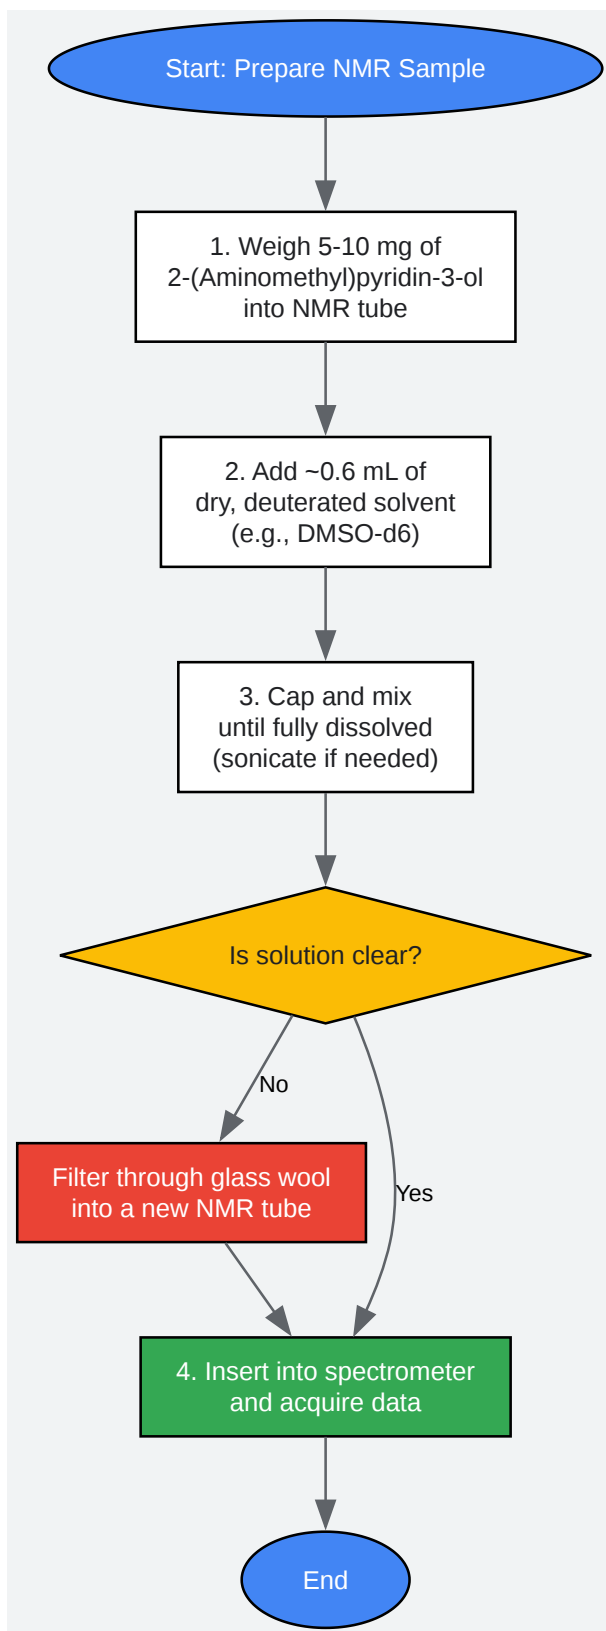 Start: Prepare NMR Sample
1. Weigh 5-10 mg of
2-(Aminomethyl)pyridin-3-ol
into NMR tube
2. Add ~0.6 mL of
dry, deuterated solvent
(e.g., DMSO-d6)
3. Cap and mix
until fully dissolved
(sonicate if needed)
Is solution clear?
No
Filter through glass wool
into a new NMR tube
Yes
4. Insert into spectrometer
and acquire data
End